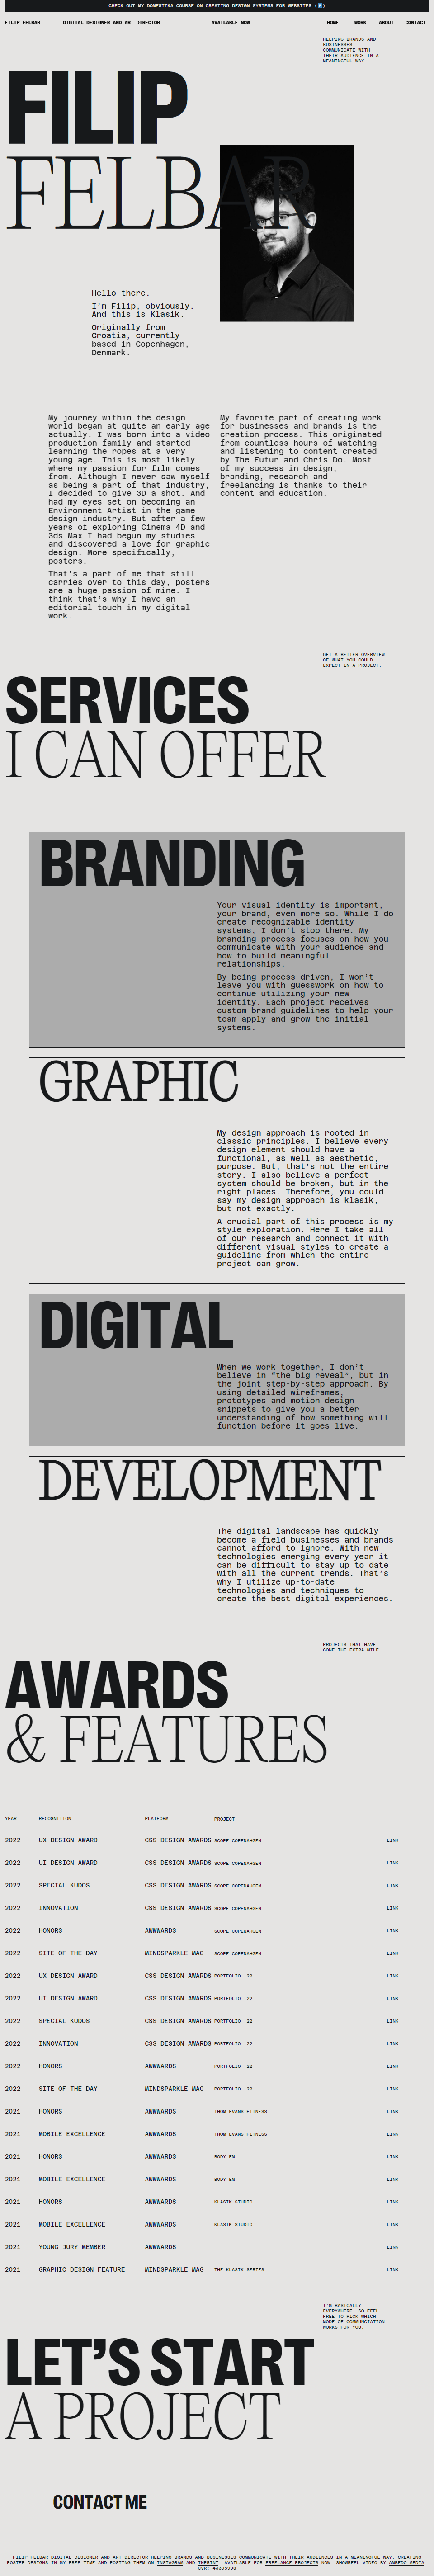 CHECK OUT MY DOMESTIKA COURSE ON CREATING DESIGN SYSTEMS FOR WEBSITES (↗)
FILIP FELBAR
DIGITAL DESIGNER AND ART DIRECTOR
AVAILABLE NOW
HOME
WORK
ABOUT
CONTACT
HELPING BRANDS AND
BUSINESSES
COMMUNICATE WITH
THEIR AUDIENCE IN A
MEANINGFUL WAY
FILIP
FELBAR
Hello there.
I'm Filip, obviously.
And this is Klasik.
Originally from
Croatia, currently
based in Copenhagen,
Denmark.
My journey within the design
world began at quite an early age
actually. I was born into a video
production family and started
learning the ropes at a very
young age. This is most likely
where my passion for film comes
from. Although I never saw myself
as being a part of that industry,
I decided to give 3D a shot. And
had my eyes set on becoming an
Environment Artist in the game
design industry. But after a few
years of exploring Cinema 4D and
3ds Max I had begun my studies
and discovered a love for graphic
design. More specifically,
posters.
That's a part of me that still
carries over to this day, posters
are a huge passion of mine. I
think that's why I have an
editorial touch in my digital
work.
My favorite part of creating work
for businesses and brands is the
creation process. This originated
from countless hours of watching
and listening to content created
by The Futur and Chris Do. Most
of my success in design,
branding, research and
freelancing is thanks to their
content and education.
GET A BETTER OVERVIEW
OF WHAT YOU COULD
EXPECT IN A PROJECT.
SERVICES
I CAN OFFER
BRANDING
Your visual identity is important,
your brand, even more so. While I do
create recognizable identity
systems, I don't stop there. My
branding process focuses on how you
communicate with your audience and
how to build meaningful
relationships.
By being process-driven, I won't
leave you with guesswork on how to
continue utilizing your new
identity. Each project receives
custom brand guidelines to help your
team apply and grow the initial
systems.
GRAPHIC
My design approach is rooted in
classic principles. I believe every
design element should have a
functional, as well as aesthetic,
purpose. But, that's not the entire
story. I also believe a perfect
system should be broken, but in the
right places. Therefore, you could
say my design approach is klasik,
but not exactly.
A crucial part of this process is my
style exploration. Here I take all
of our research and connect it with
different visual styles to create a
guideline from which the entire
project can grow.
DIGITAL
When we work together, I don't
believe in "the big reveal", but in
the joint step-by-step approach. By
using detailed wireframes,
prototypes and motion design
snippets to give you a better
understanding of how something will
function before it goes live.
DEVELOPMENT
The digital landscape has quickly
become a field businesses and brands
cannot afford to ignore. With new
technologies emerging every year it
can be difficult to stay up to date
with all the current trends. That's
why I utilize up-to-date
technologies and techniques to
create the best digital experiences.
PROJECTS THAT HAVE
GONE THE EXTRA MILE.
AWARDS
& FEATURES
YEAR RECOGNITION PLATFORM PROJECT
2022 UX DESIGN AWARD CSS DESIGN AWARDS SCOPE COPENAHGEN LINK
2022 UI DESIGN AWARD CSS DESIGN AWARDS SCOPE COPENAHGEN LINK
2022 SPECIAL KUDOS CSS DESIGN AWARDS SCOPE COPENAHGEN LINK
2022 INNOVATION CSS DESIGN AWARDS SCOPE COPENAHGEN LINK
2022 HONORS AWWWARDS SCOPE COPENAHGEN LINK
2022 SITE OF THE DAY MINDSPARKLE MAG SCOPE COPENAHGEN LINK
2022 UX DESIGN AWARD CSS DESIGN AWARDS PORTFOLIO '22 LINK
2022 UI DESIGN AWARD CSS DESIGN AWARDS PORTFOLIO '22 LINK
2022 SPECIAL KUDOS CSS DESIGN AWARDS PORTFOLIO '22 LINK
2022 INNOVATION CSS DESIGN AWARDS PORTFOLIO '22 LINK
2022 HONORS AWWWARDS PORTFOLIO '22 LINK
2022 SITE OF THE DAY MINDSPARKLE MAG PORTFOLIO '22 LINK
2021 HONORS AWWWARDS THOM EVANS FITNESS LINK
2021 MOBILE EXCELLENCE AWWWARDS THOM EVANS FITNESS LINK
2021 HONORS AWWWARDS BODY EM LINK
2021 MOBILE EXCELLENCE AWWWARDS BODY EM LINK
2021 HONORS AWWWARDS KLASIK STUDIO LINK
2021 MOBILE EXCELLENCE AWWWARDS KLASIK STUDIO LINK
2021 YOUNG JURY MEMBER AWWWARDS LINK
2021 GRAPHIC DESIGN FEATURE MINDSPARKLE MAG THE KLASIK SERIES LINK
I'M BASICALLY
EVERYWHERE. SO FEEL
FREE TO PICK WHICH
MODE OF COMMUNCIATION
WORKS FOR YOU.
LET'S START
A PROJECT
CONTACT ME
FILIP FELBAR DIGITAL DESIGNER AND ART DIRECTOR HELPING BRANDS AND BUSINESSES COMMUNICATE WITH THEIR AUDIENCES IN A MEANINGFUL WAY. CREATING
POSTER DESIGNS IN MY FREE TIME AND POSTING THEM ON INSTAGRAM AND INPRINT. AVAILABLE FOR FREELANCE PROJECTS NOW. SHOWREEL VIDEO BY AMBEDO MEDIA.
CVR: 43395998